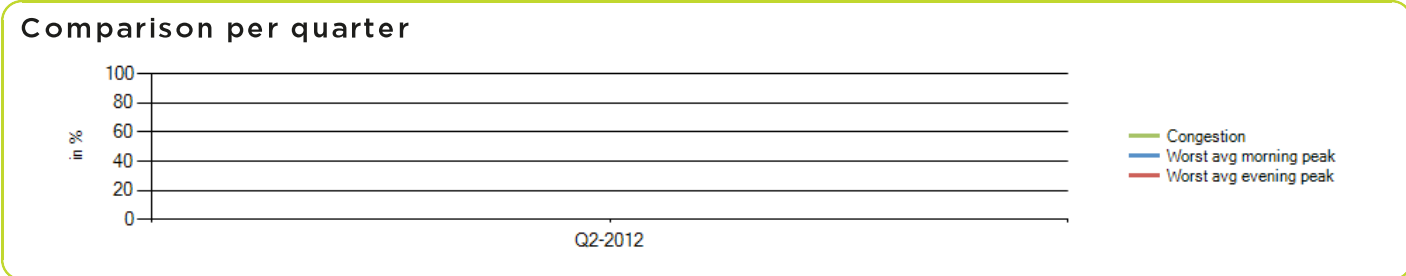 Comparison per quarter
100
80
60
40
20
0
in %
Q2-2012
Congestion
Worst avg morning peak
Worst avg evening peak